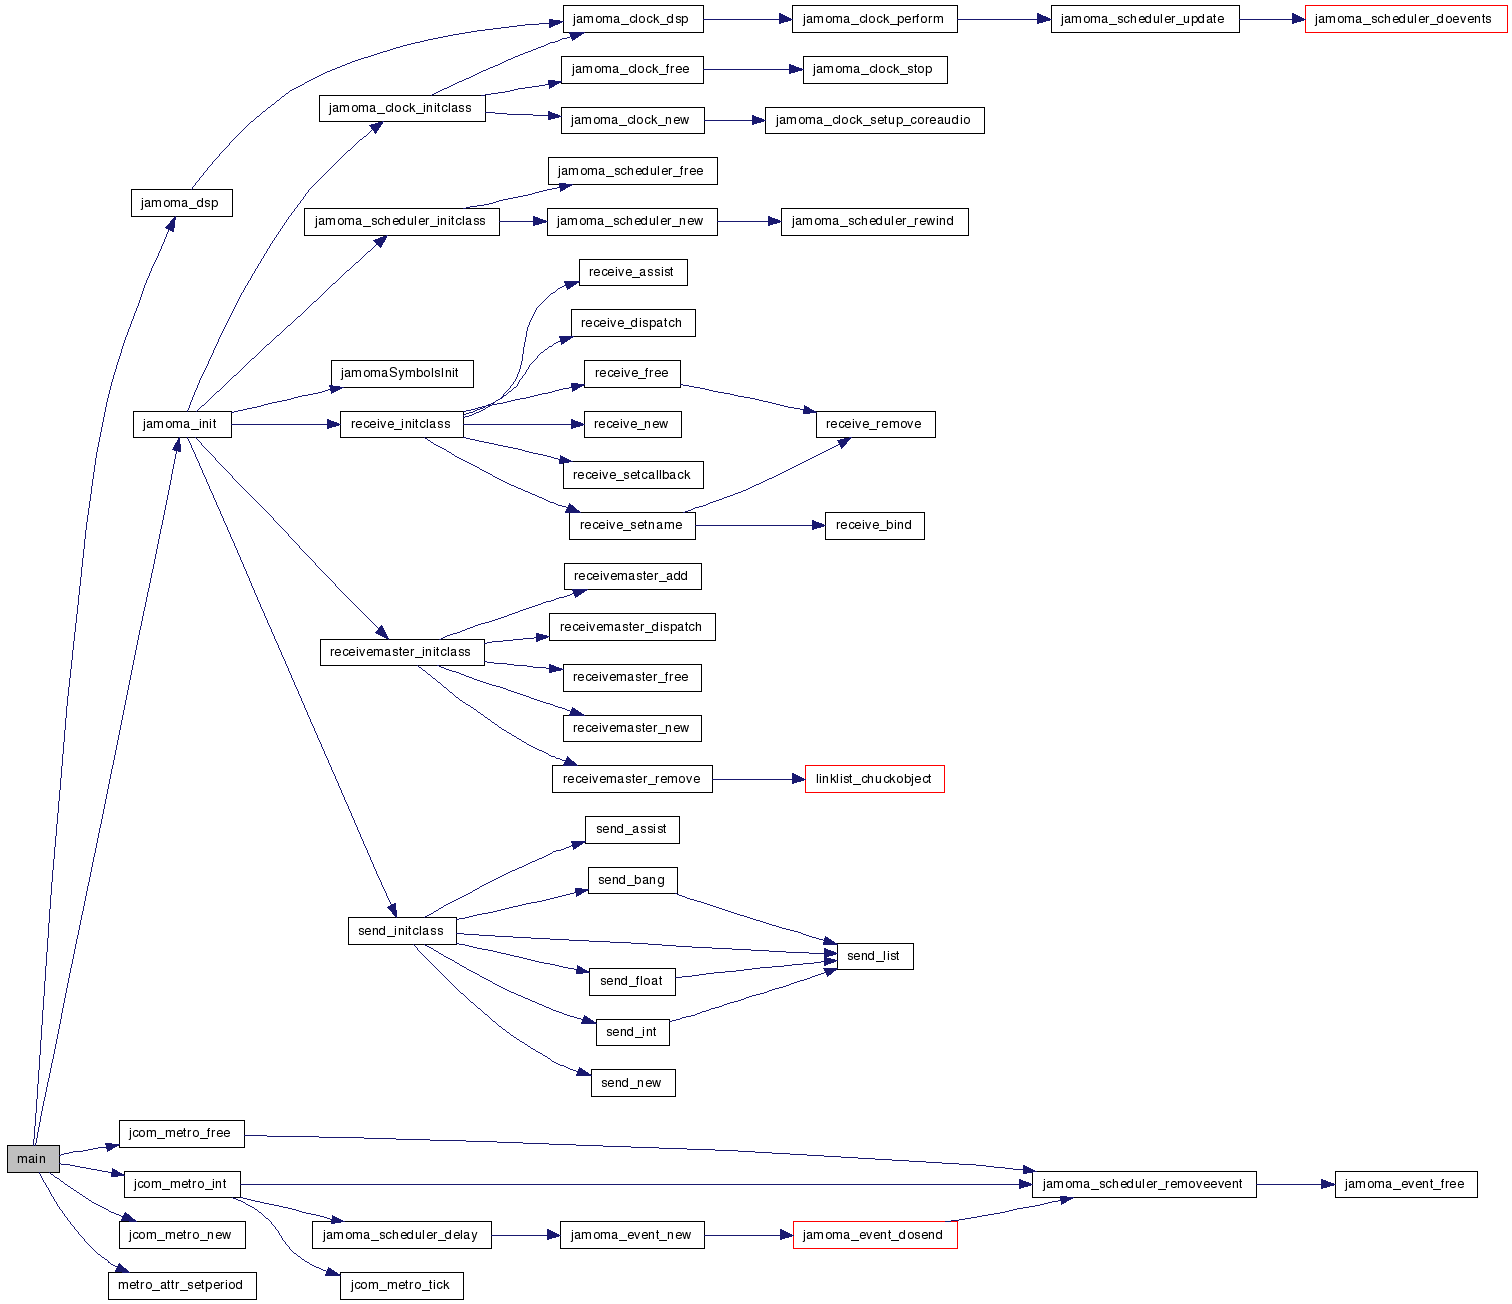 jamoma_clock_dsp
jamoma_clock_perform
jamoma_scheduler_update
jamoma_scheduler_doevents
jamoma_clock_free
jamoma_clock_stop
jamoma_clock_initclass
jamoma_clock_new
jamoma_clock_setup_coreaudio
jamoma_scheduler_free
jamoma_dsp
jamoma_scheduler_initclass
jamoma_scheduler_new
jamoma_scheduler_rewind
receive_assist
receive_dispatch
jamomaSymbolsInit
receive_free
jamoma_init
receive_initclass
receive_new
receive_remove
receive_setcallback
receive_setname
receive_bind
receivemaster_add
receivemaster_dispatch
receivemaster_initclass
receivemaster_free
receivemaster_new
receivemaster_remove
linklist_chuckobject
send_assist
send_bang
send_initclass
send_list
send_float
send_int
send_new
jcom_metro_free
main
jcom_metro_int
jamoma_scheduler_removeevent
jamoma_event_free
jcom_metro_new
jamoma_scheduler_delay
jamoma_event_new
jamoma_event_dosend
metro_attr_setperiod
jcom_metro_tick